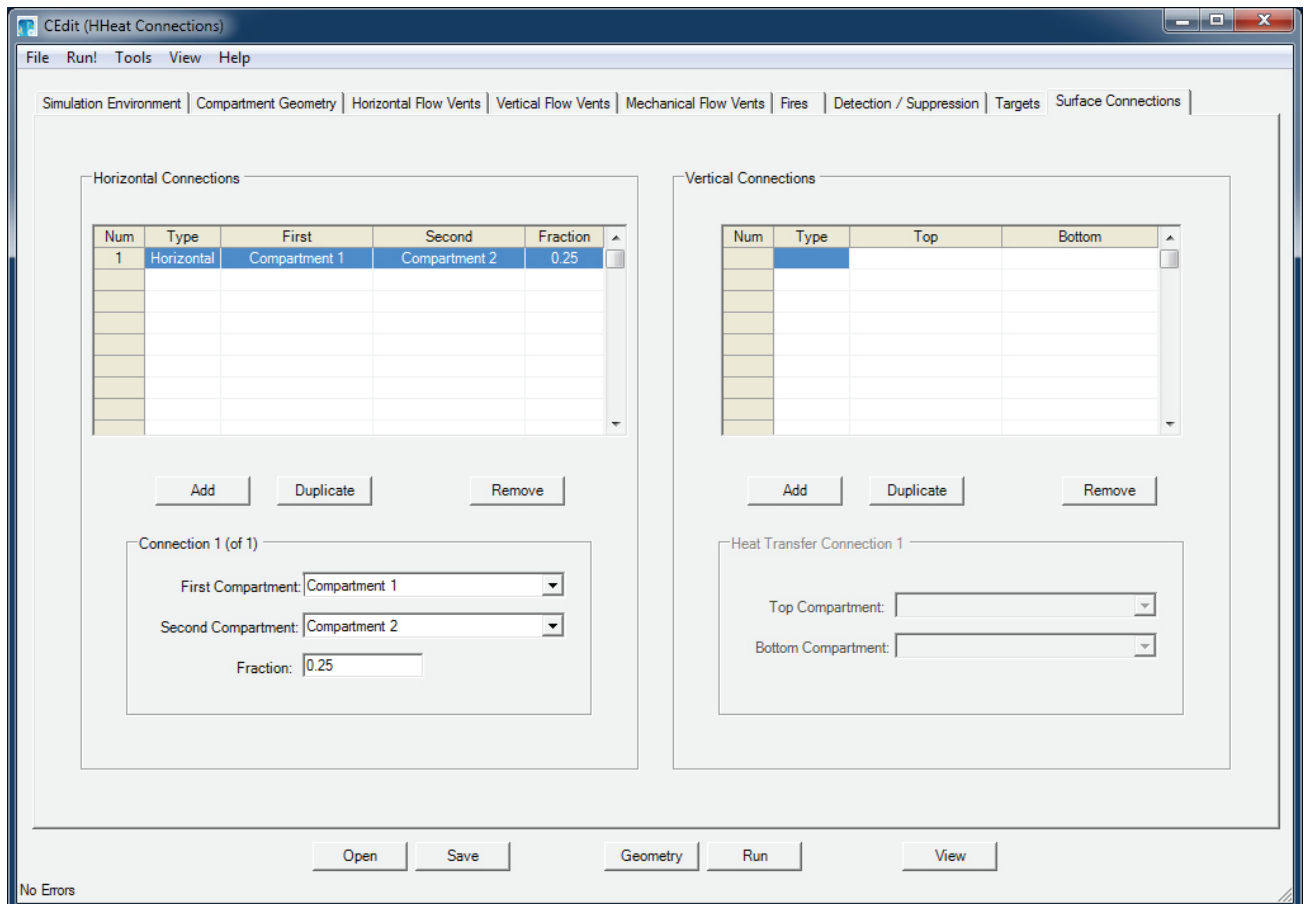 CEdit (HHeat Connections)
File Run! Tools View Help
Simulation Environment Compartment Geometry Horizontal Flow Vents Vertical Flow Vents Mechanical Flow Vents Fires Detection / Suppression Targets Surface Connections
Horizontal Connections
Num Type First Second Fraction
1 Horizontal Compartment 1 Compartment 2 0.25
Add Duplicate Remove
Connection 1 (of 1)
First Compartment: Compartment 1
Second Compartment: Compartment 2
Fraction: 0.25
Vertical Connections
Num Type Top Bottom
Add Duplicate Remove
Heat Transfer Connection 1
Top Compartment:
Bottom Compartment:
Open Save Geometry Run View
No Errors